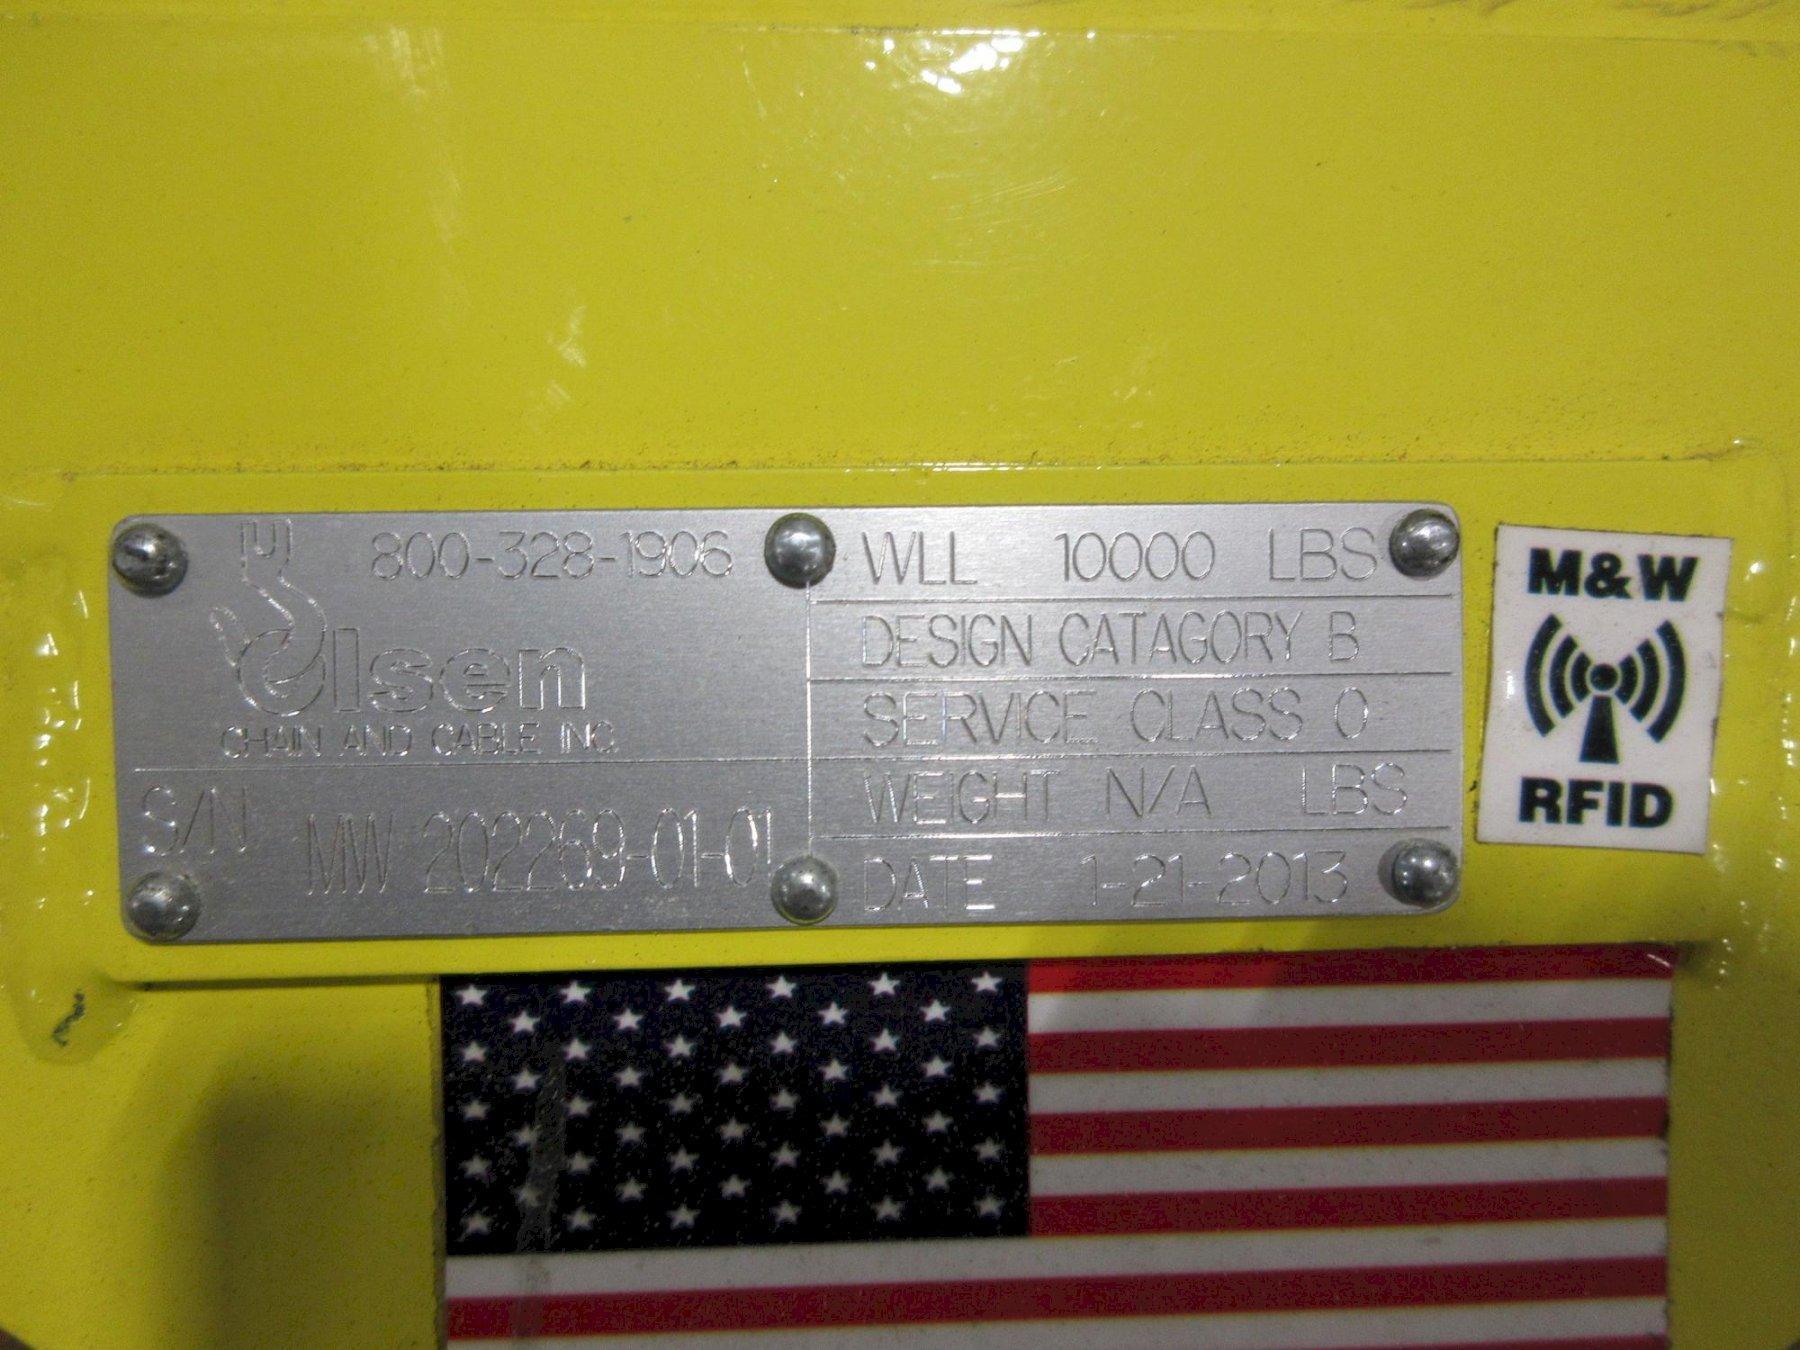 800-328-1906
Olsen
CHAIN AND CABLE INC.
S/N MW 202269-01-01
WLL 10000 LBS
DESIGN CATAGORY B
SERVICE CLASS 0
WEIGHT N/A LBS
DATE 1-21-2013
M&W
RFID